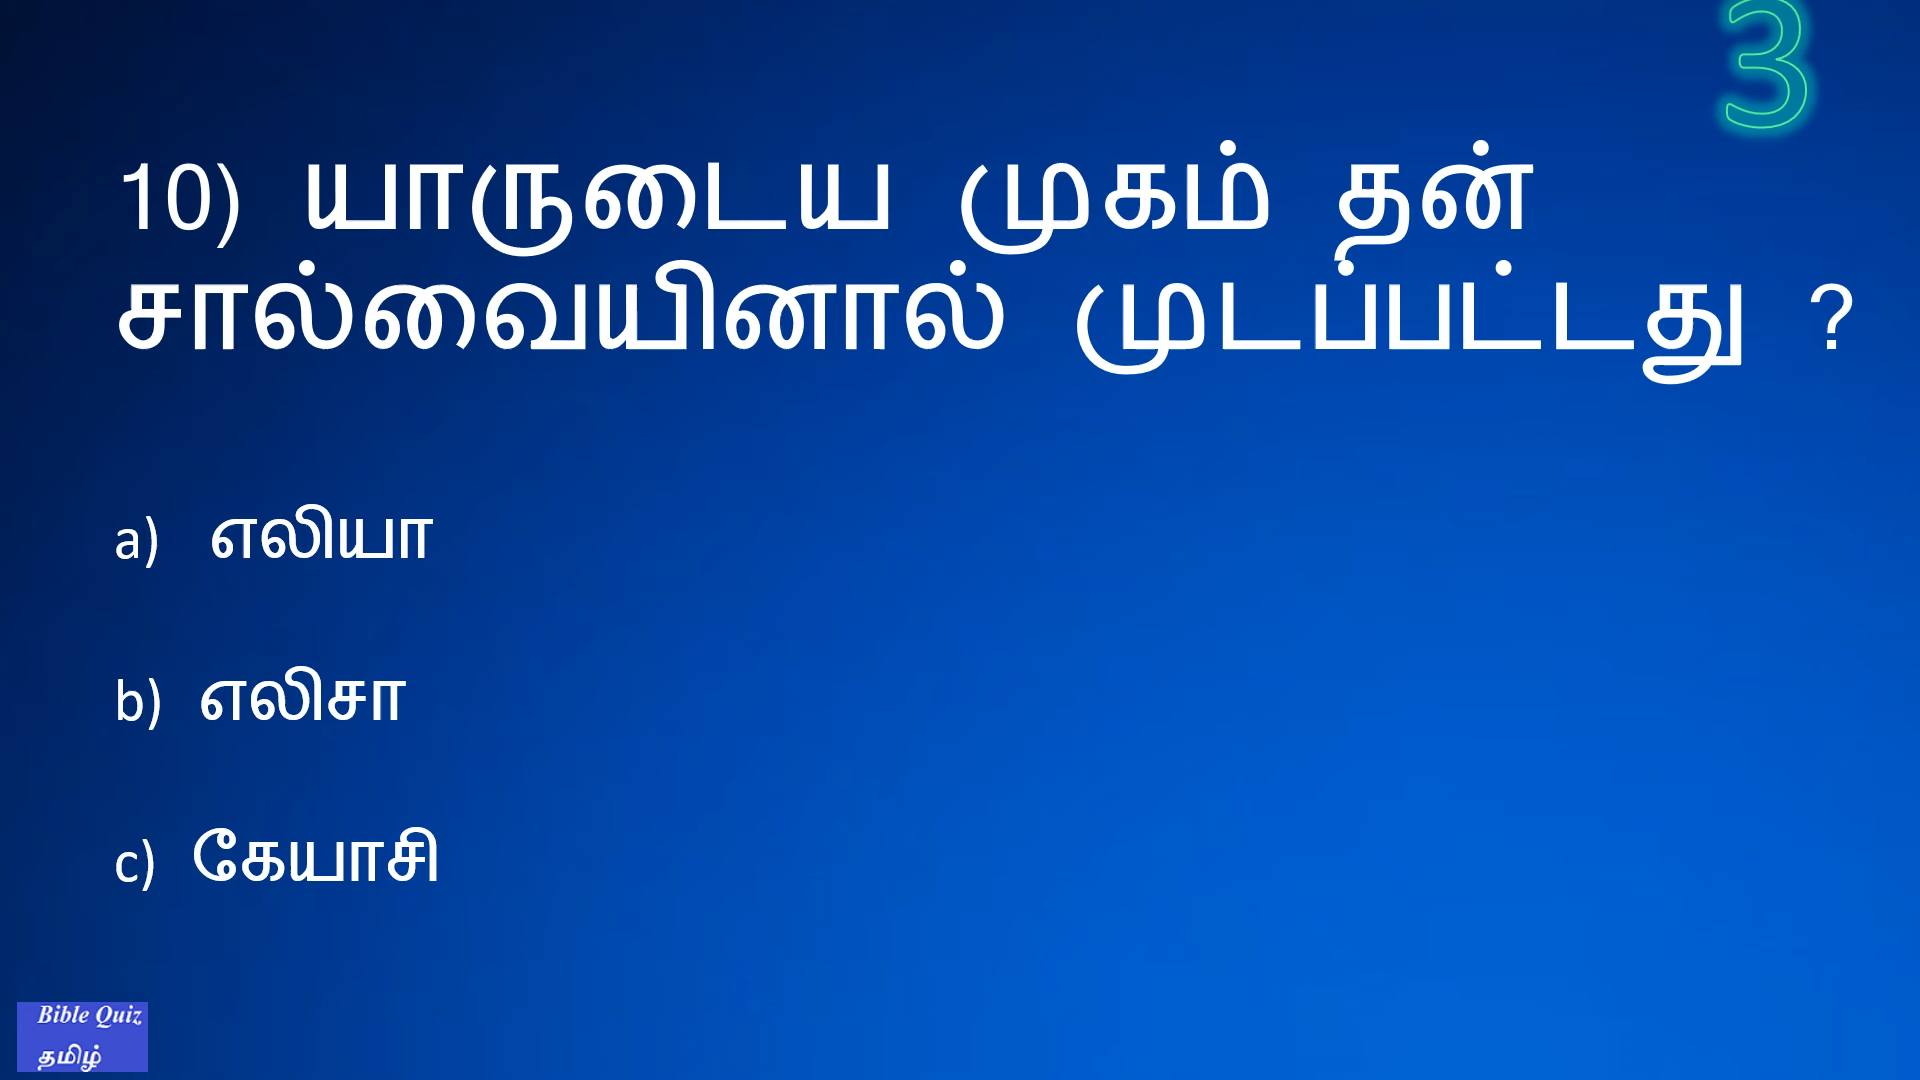 3
10) யாருடைய முகம் தன்
சால்வையினால் முடப்பட்டது ?
a) எலியா
b) எலிசா
c) கேயாசி
Bible Quiz
தமிழ்